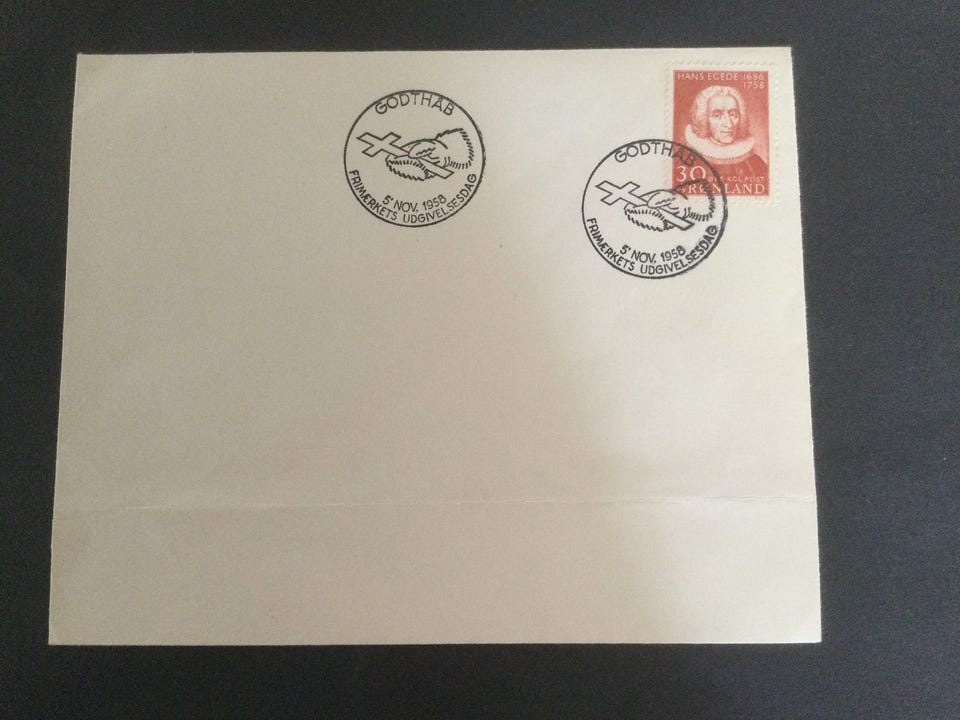 GODTHÅB
5' NOV. 1958
FRIMÆRKETS UDGIVELSESDAG
HANS EGEDE 1686
1758
30 ØRE KGL. POST
GRØNLAND
GODTHÅB
5' NOV. 1958
FRIMÆRKETS UDGIVELSESDAG